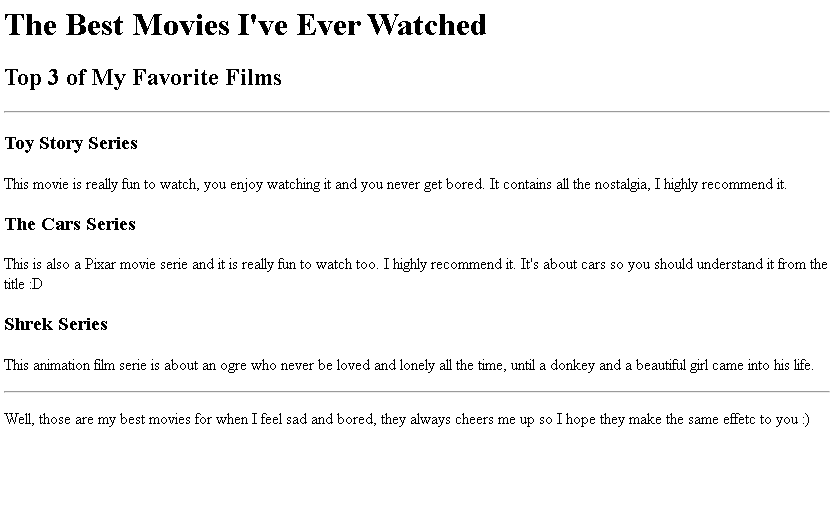 The Best Movies I've Ever Watched
Top 3 of My Favorite Films
Toy Story Series
This movie is really fun to watch, you enjoy watching it and you never get bored. It contains all the nostalgia, I highly recommend it.
The Cars Series
This is also a Pixar movie serie and it is really fun to watch too. I highly recommend it. It's about cars so you should understand it from the
title :D
Shrek Series
This animation film serie is about an ogre who never be loved and lonely all the time, until a donkey and a beautiful girl came into his life.
Well, those are my best movies for when I feel sad and bored, they always cheers me up so I hope they make the same effetc to you :)